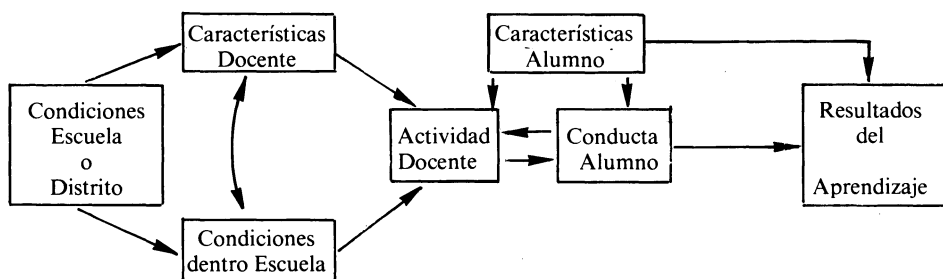 Características
Docente
Características
Alumno
Condiciones
Escuela
o
Distrito
Actividad
Docente
Conducta
Alumno
Resultados
del
Aprendizaje
Condiciones
dentro Escuela